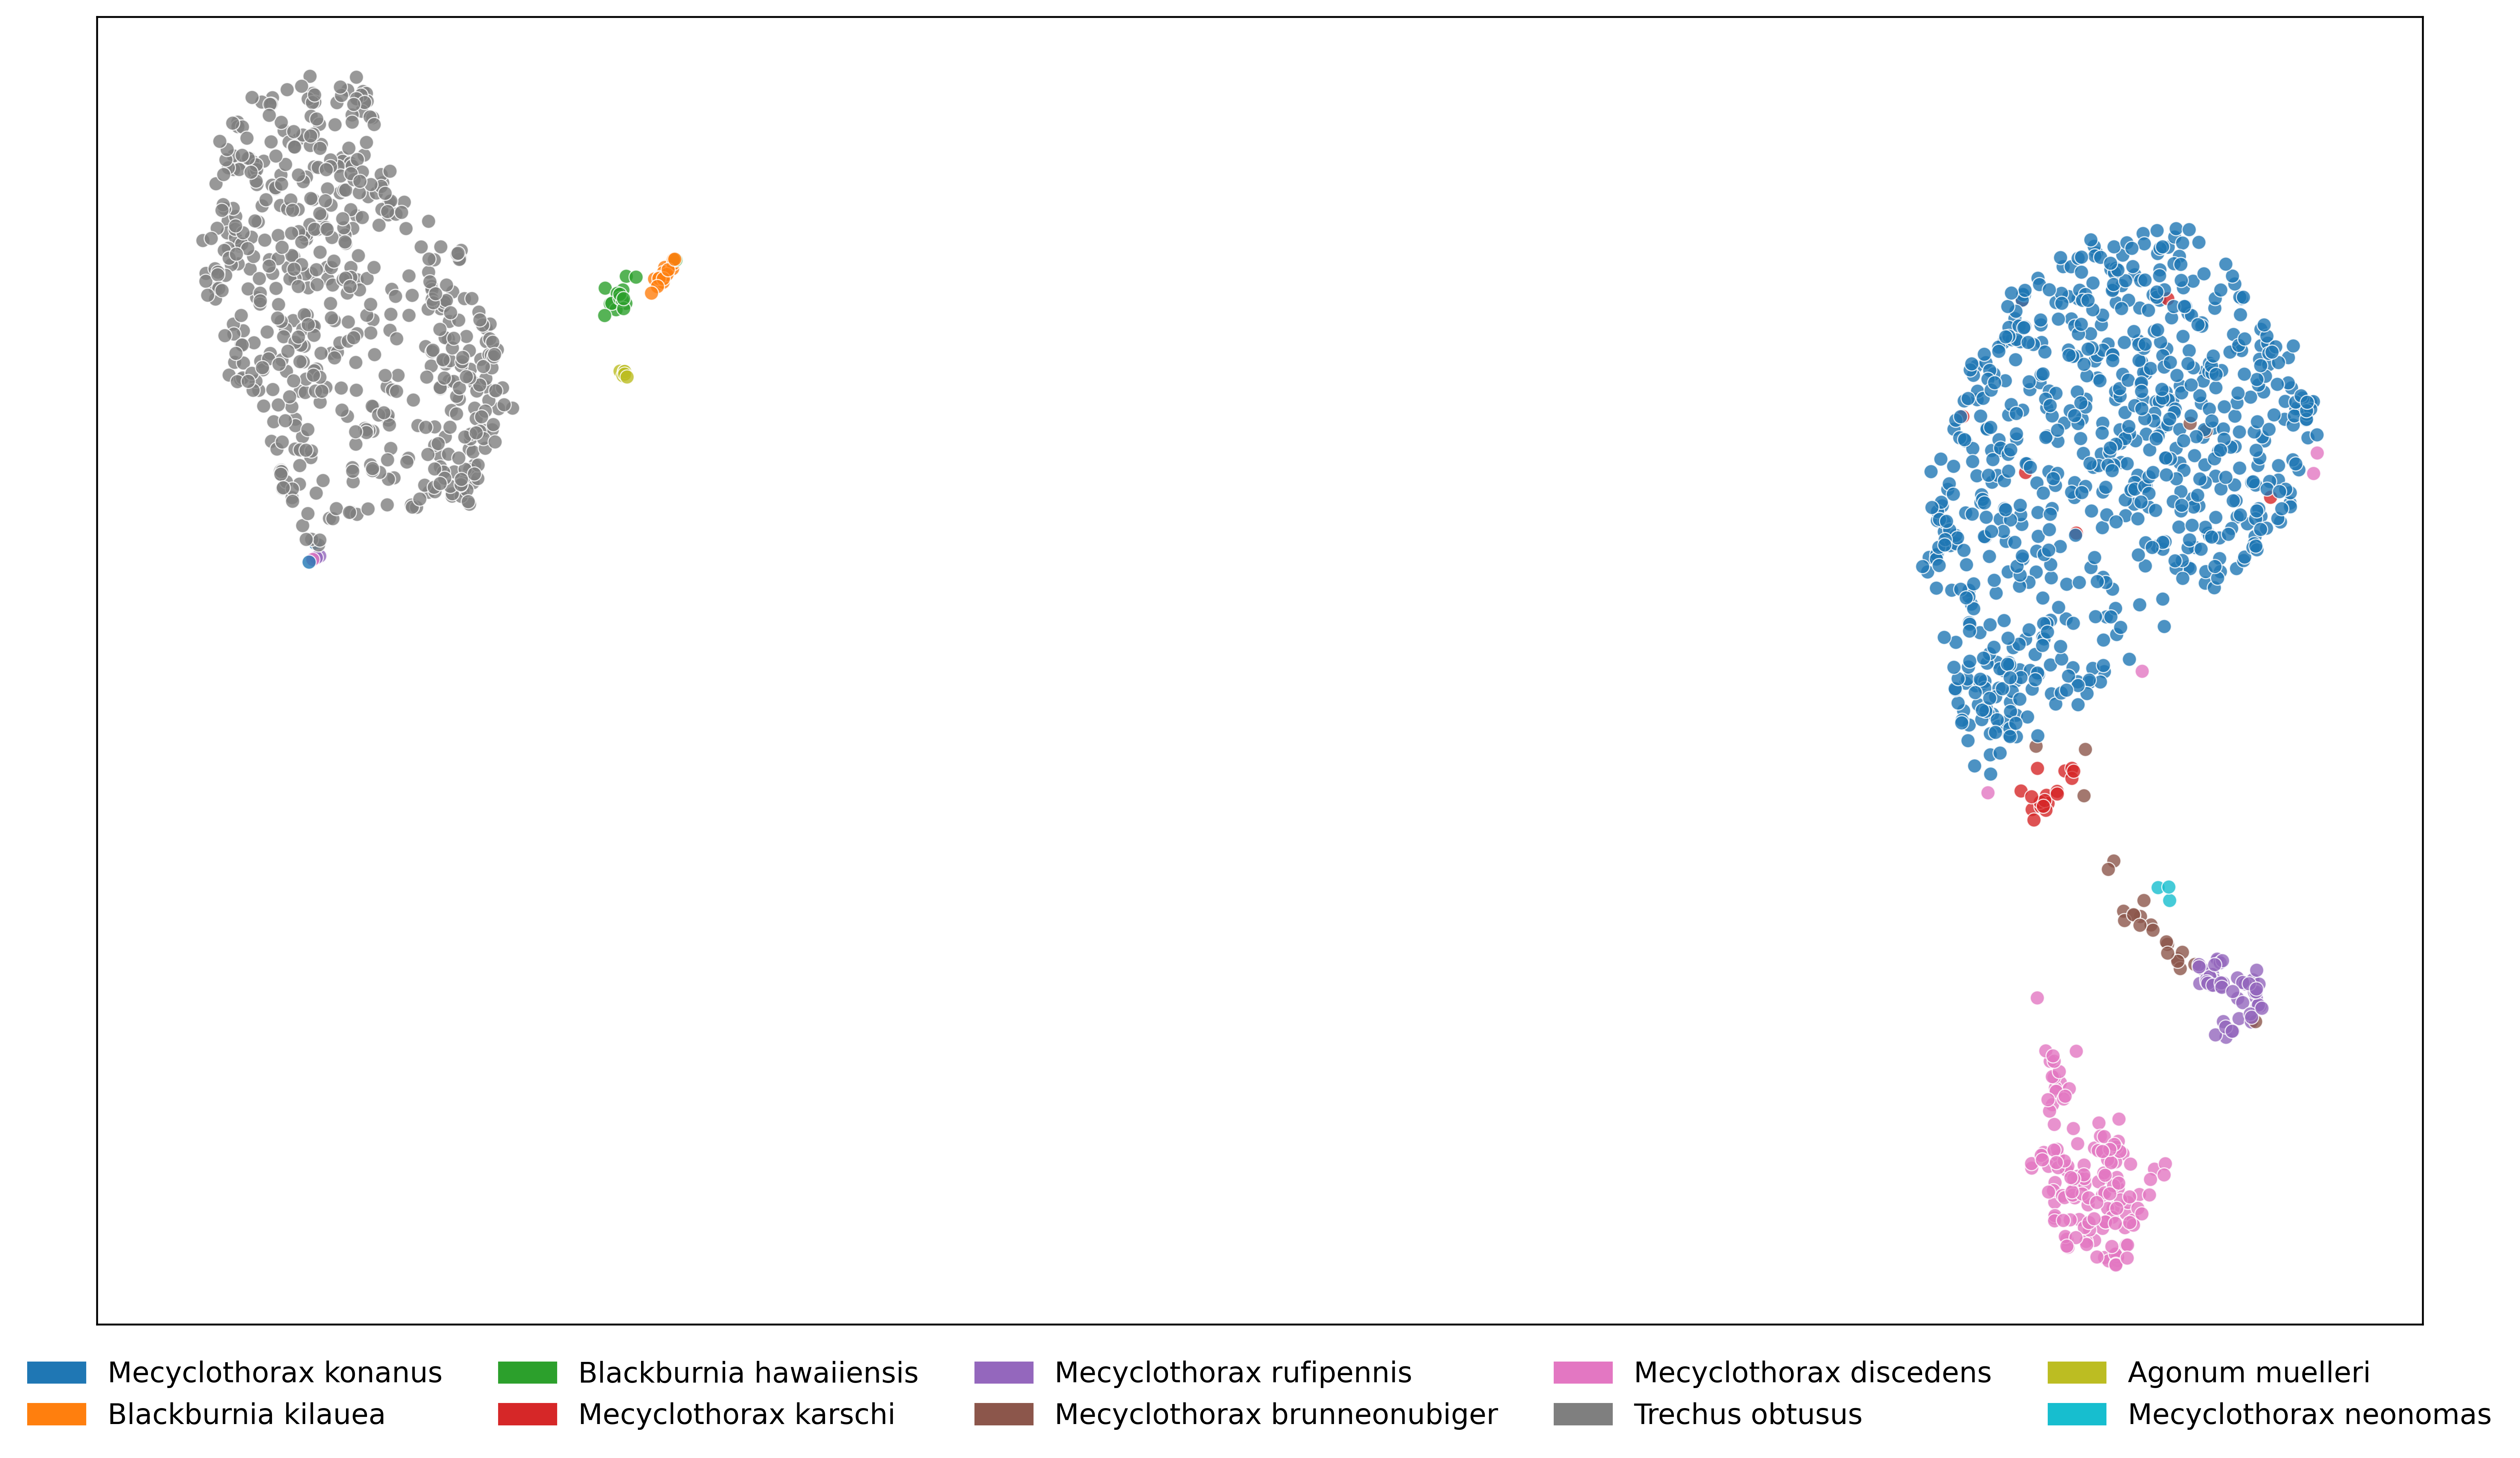 Mecyclothorax konanus
Blackburnia kilauea
Blackburnia hawaiiensis
Mecyclothorax karschi
Mecyclothorax rufipennis
Mecyclothorax brunneonubiger
Mecyclothorax discedens
Trechus obtusus
Agonum muelleri
Mecyclothorax neonomas